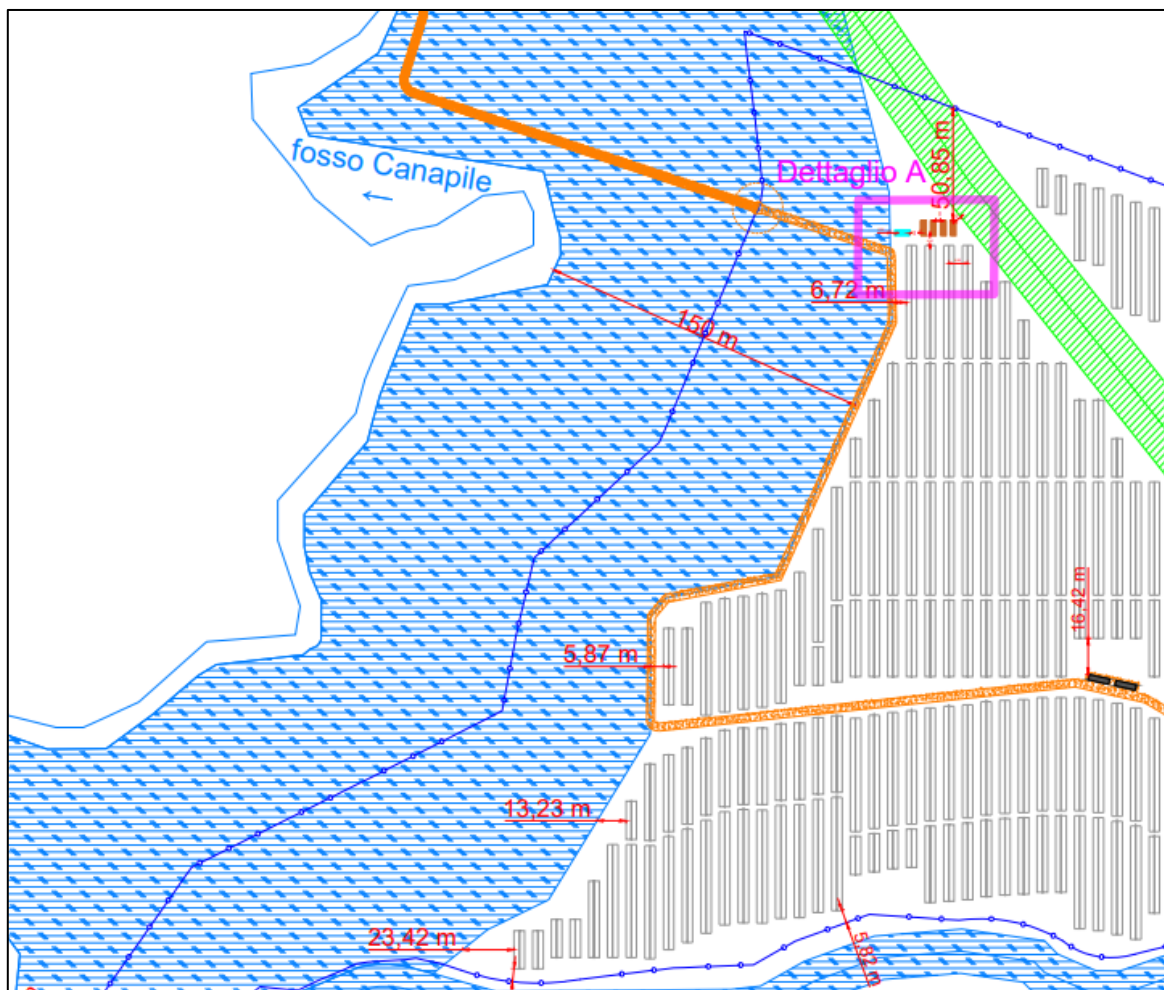 fosso Canapile
←
Dettaglio A
50,85 m
6,72 m
150 m
16,42 m
5,87 m
13,23 m
23,42 m
5,82 m